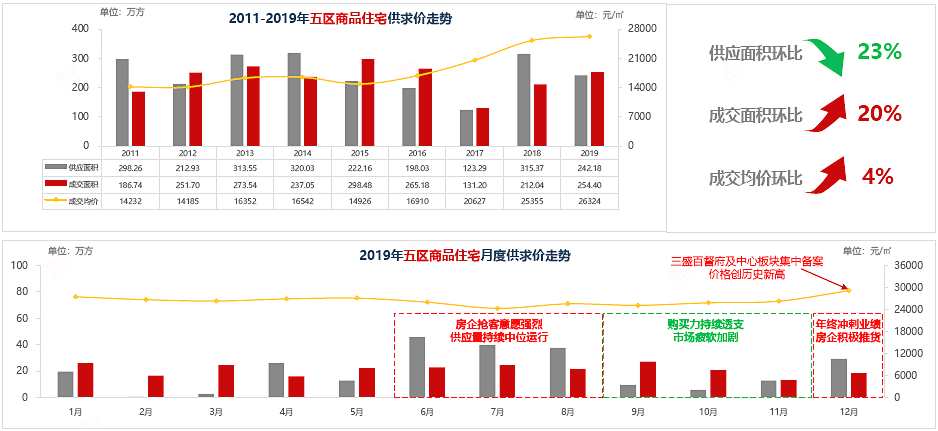 单位：万方
2011-2019年五区商品住宅供求价走势
单位：元/㎡
400
300
200
100
0
28000
21000
14000
7000
0
2011 2012 2013 2014 2015 2016 2017 2018 2019
供应面积 298.26 212.93 313.55 320.03 222.16 198.03 123.29 315.37 242.18
成交面积 186.74 251.70 273.54 237.05 298.48 265.18 131.20 212.04 254.40
成交均价 14232 14185 16352 16542 14926 16910 20627 25355 26324
供应面积环比 23%
成交面积环比 20%
成交均价环比 4%
单位：万方
2019年五区商品住宅月度供求价走势
单位：元/㎡
100
80
60
40
20
0
36000
30000
24000
18000
12000
6000
0
三盛百督府及中心板块集中备案
价格创历史新高
房企抢客意愿强烈
供应量持续中位运行
购买力持续透支
市场疲软加剧
年终冲刺业绩
房企积极推货
1月 2月 3月 4月 5月 6月 7月 8月 9月 10月 11月 12月